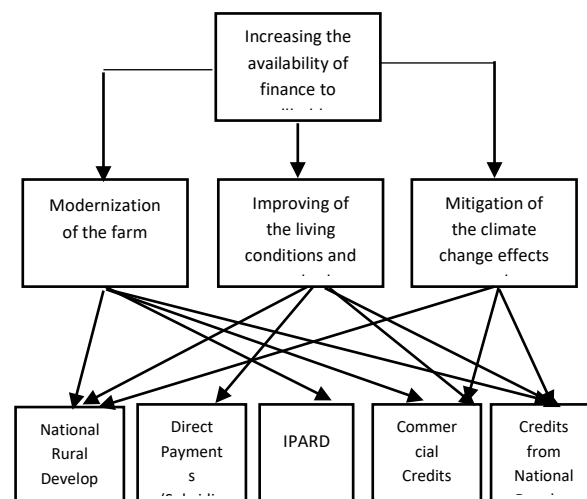 Increasing the
availability of
finance to
Modernization
of the farm
Improving of
the living
conditions and
Mitigation of
the climate
change effects
National
Rural
Develop
Direct
Payment
s
IPARD
Commer
cial
Credits
Credits
from
National